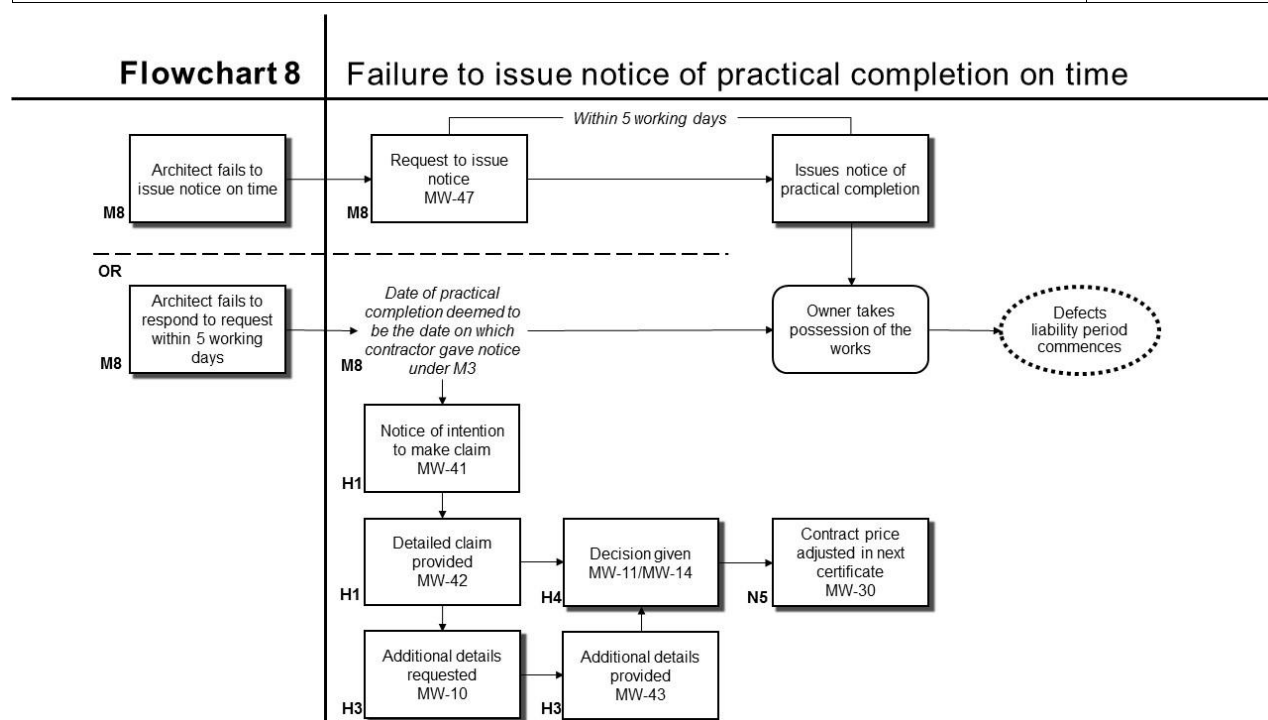 Flowchart 8
Failure to issue notice of practical completion on time
Within 5 working days
Architect fails to
issue notice on time
M8
Request to issue
notice
MW-47
M8
Issues notice of
practical completion
OR
Architect fails to
respond to request
within 5 working
days
M8
Date of practical
completion deemed to
be the date on which
contractor gave notice
under M3
M8
Owner takes
possession of the
works
Defects
liability period
commences
Notice of intention
to make claim
MW-41
H1
Detailed claim
provided
MW-42
H1
Decision given
MW-11/MW-14
H4
Contract price
adjusted in next
certificate
MW-30
N5
Additional details
requested
MW-10
H3
Additional details
provided
MW-43
H3